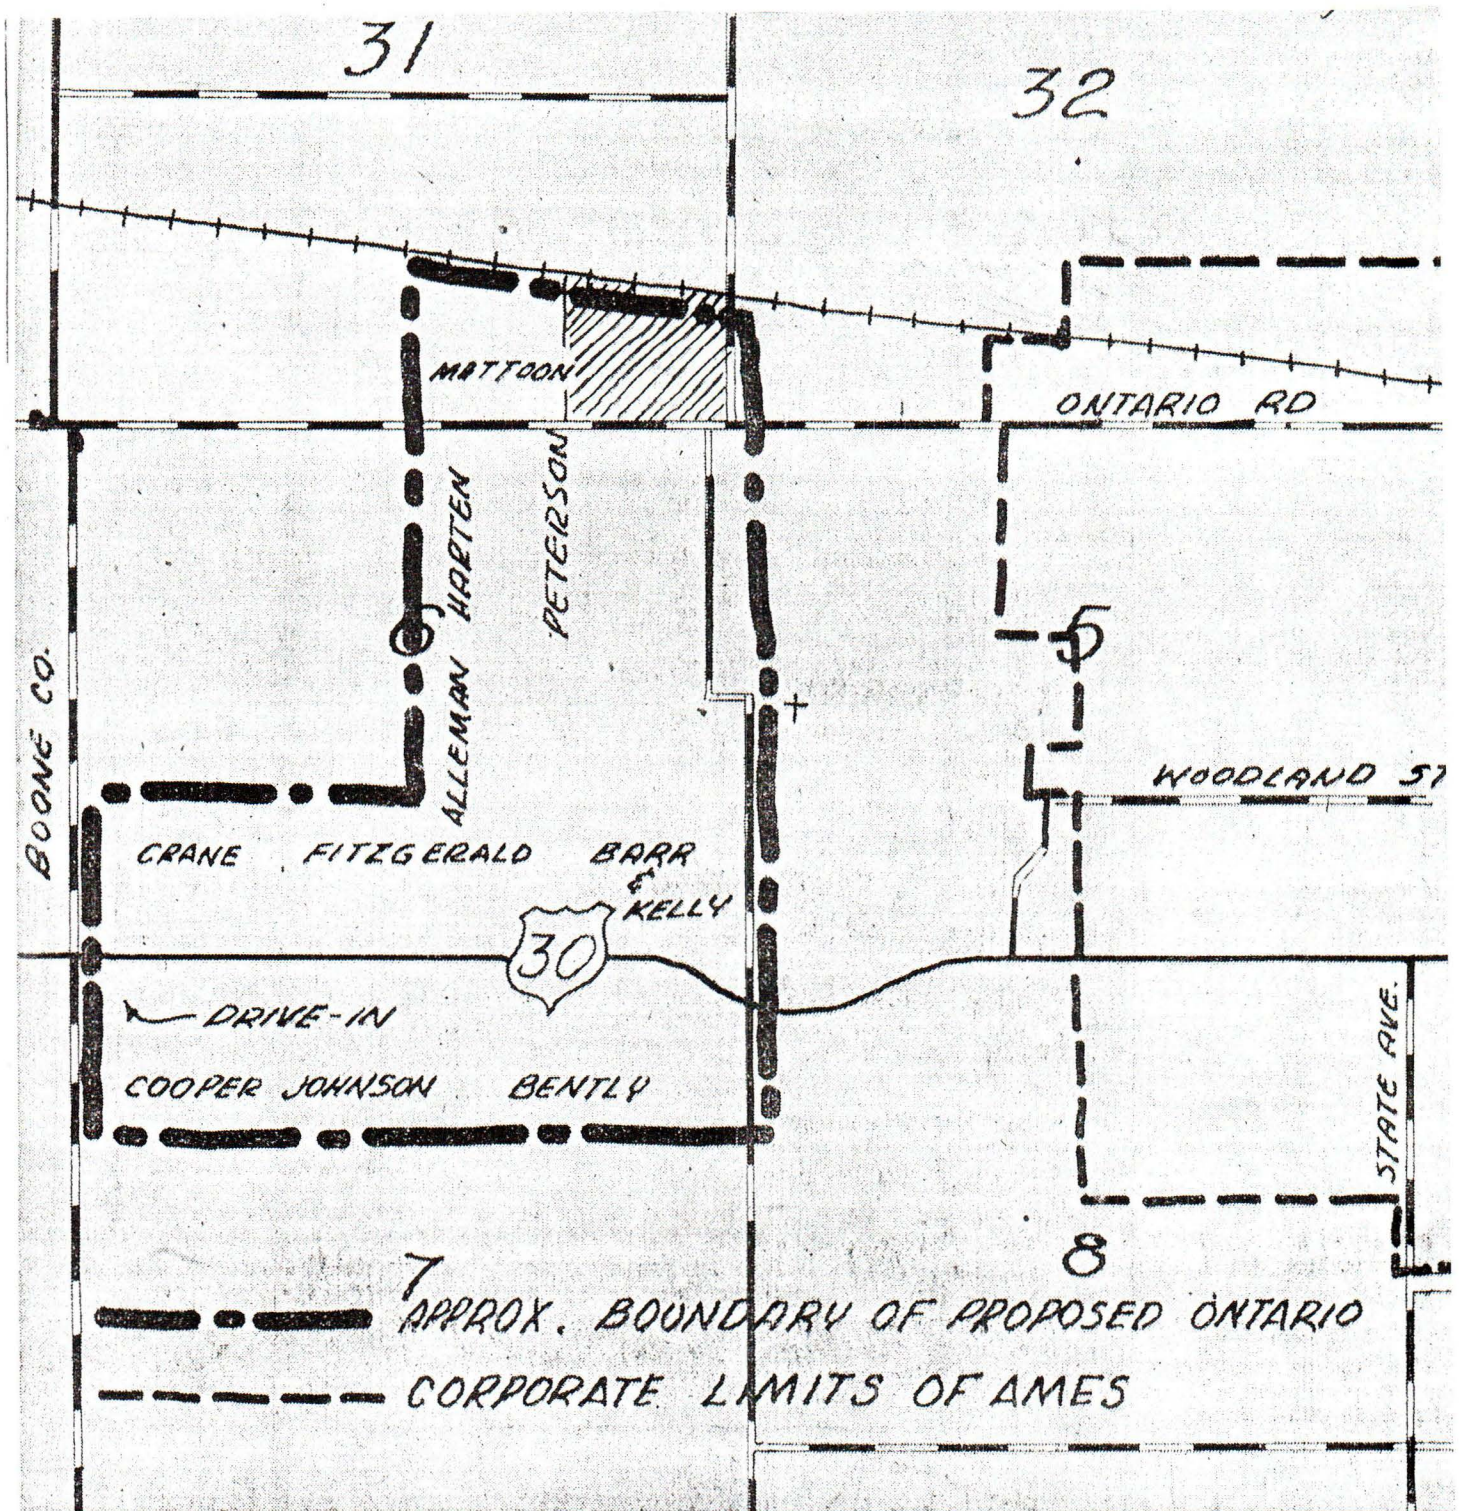 31
32
MATTOON
ONTARIO RD
HARTEN
PETERSON
6
5
ALLEMAN
BOONE CO.
WOODLAND ST
CRANE FITZGERALD BARR
&
KELLY
30
DRIVE-IN
STATE AVE.
COOPER JOHNSON BENTLY
7
8
APPROX. BOUNDARY OF PROPOSED ONTARIO
CORPORATE LIMITS OF AMES